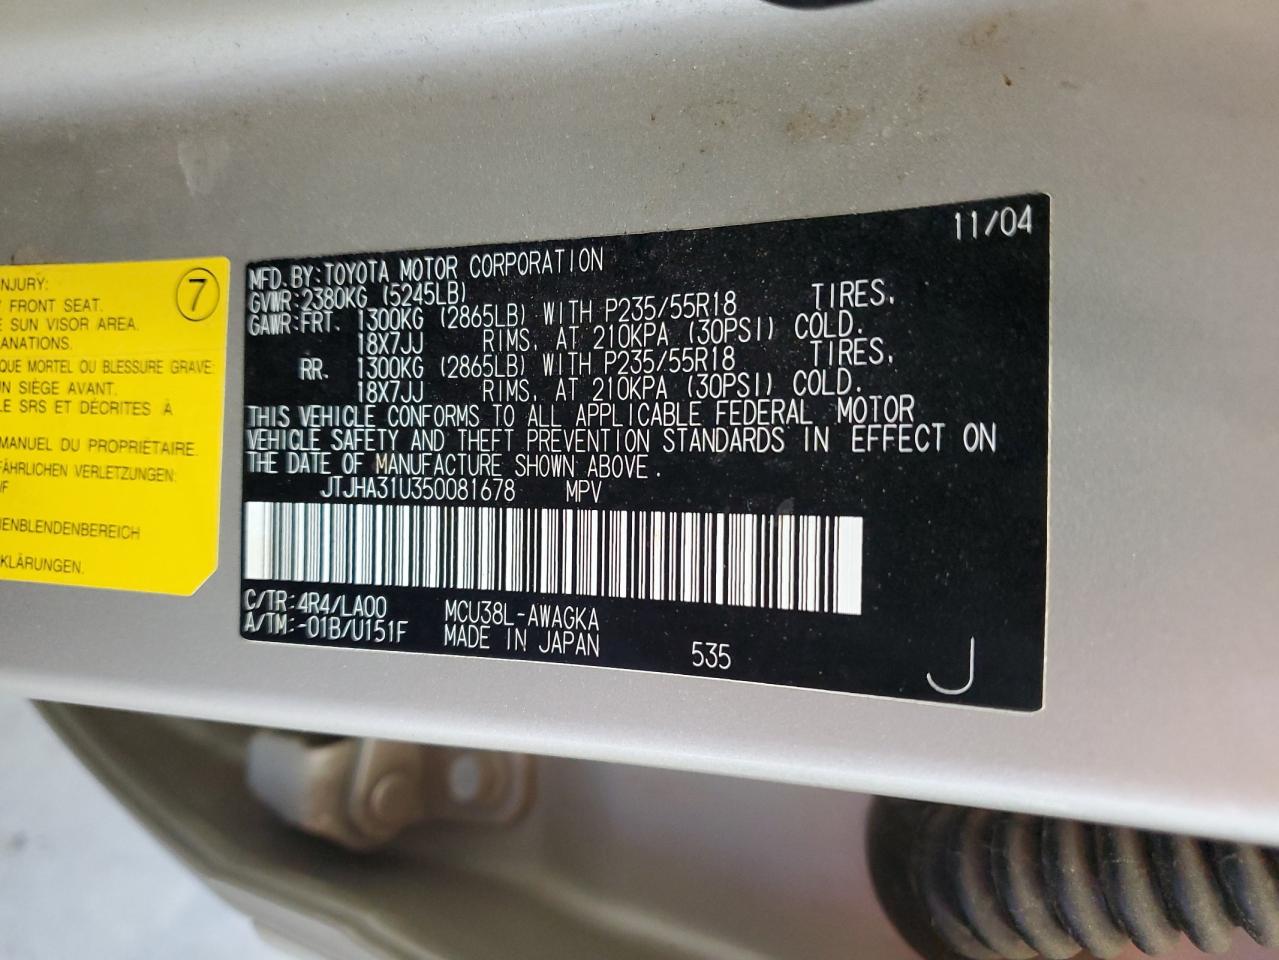 NJURY:
FRONT SEAT.
SUN VISOR AREA.
ANATIONS.
QUE MORTEL OU BLESSURE GRAVE:
N SIÈGE AVANT.
LE SRS ET DÉCRITES À
MANUEL DU PROPRIÉTAIRE.
FÄHRLICHEN VERLETZUNGEN:
NF
ENBLENDENBEREICH
KLÄRUNGEN.
7
11/04
MFD. BY: TOYOTA MOTOR CORPORATION
GVWR: 2380KG (5245LB)
GAWR: FRT. 1300KG (2865LB) WITH P235/55R18 TIRES,
18X7JJ RIMS, AT 210KPA (30PSI) COLD.
RR. 1300KG (2865LB) WITH P235/55R18 TIRES,
18X7JJ RIMS, AT 210KPA (30PSI) COLD.
THIS VEHICLE CONFORMS TO ALL APPLICABLE FEDERAL MOTOR
VEHICLE SAFETY AND THEFT PREVENTION STANDARDS IN EFFECT ON
THE DATE OF MANUFACTURE SHOWN ABOVE.
JTJHA31U350081678 MPV
C/TR: 4R4/LA00 MCU38L-AWAGKA
A/TM: -01B/U151F MADE IN JAPAN 535
J